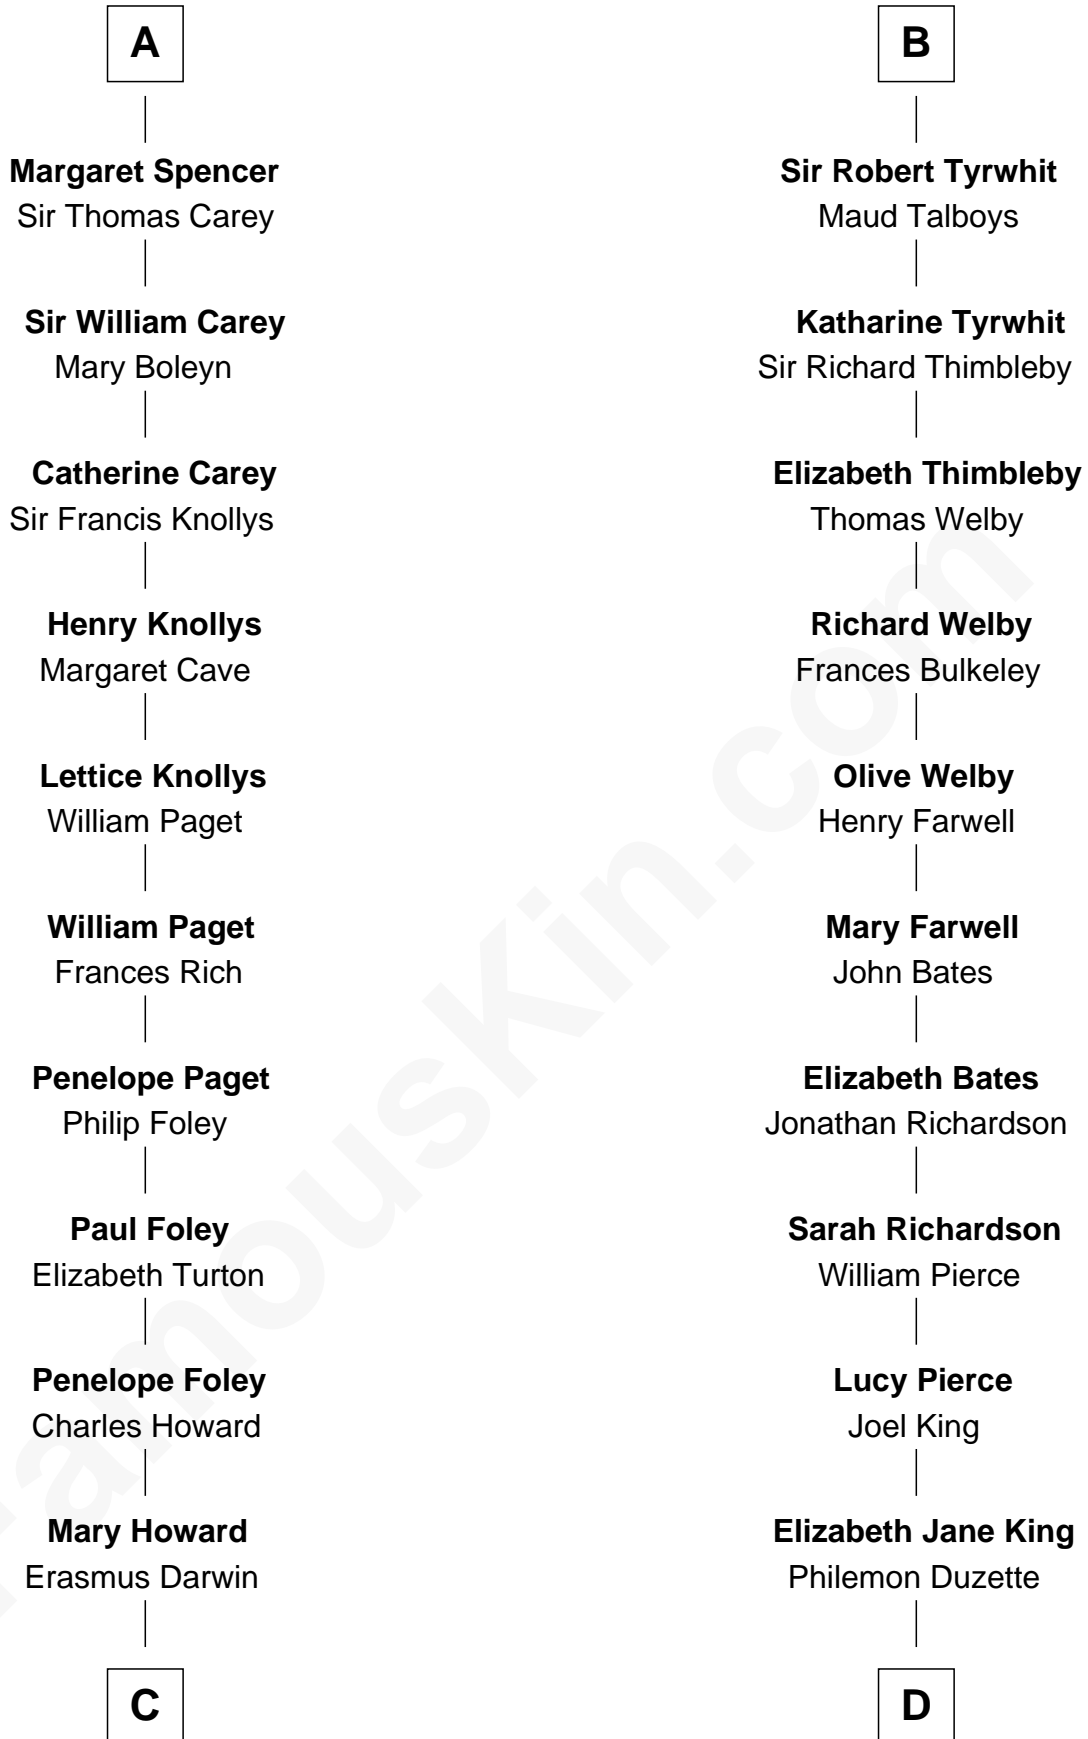 A
Margaret Spencer
Sir Thomas Carey
Sir William Carey
Mary Boleyn
Catherine Carey
Sir Francis Knollys
Henry Knollys
Margaret Cave
Lettice Knollys
William Paget
William Paget
Frances Rich
Penelope Paget
Philip Foley
Paul Foley
Elizabeth Turton
Penelope Foley
Charles Howard
Mary Howard
Erasmus Darwin
C
B
Sir Robert Tyrwhit
Maud Talboys
Katharine Tyrwhit
Sir Richard Thimbleby
Elizabeth Thimbleby
Thomas Welby
Richard Welby
Frances Bulkeley
Olive Welby
Henry Farwell
Mary Farwell
John Bates
Elizabeth Bates
Jonathan Richardson
Sarah Richardson
William Pierce
Lucy Pierce
Joel King
Elizabeth Jane King
Philemon Duzette
D
FamousKin.com